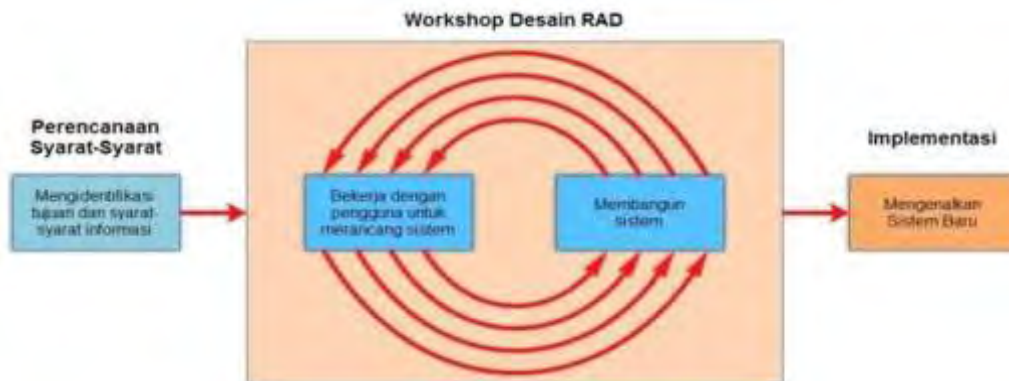 Workshop Desain RAD
Perencanaan
Syarat-Syarat
Mengidentifikasi
tujuan dan syarat-
syarat informasi
Bekerja dengan
pengguna untuk
merancang sistem
Membangun
sistem
Implementasi
Mengenalkan
Sistem Baru